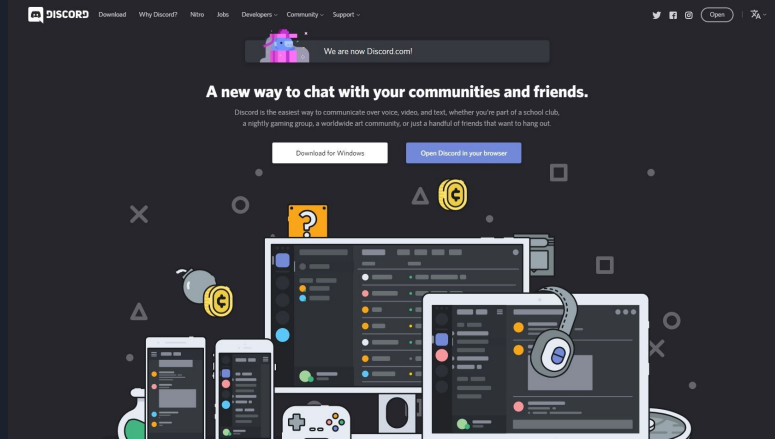 DISCORD
Download
Why Discord?
Nitro
Jobs
Developers
Community
Support
Open
We are now Discord.com!
A new way to chat with your communities and friends.
Discord is the easiest way to communicate over voice, video, and text, whether you're part of a school club,
a nightly gaming group, a worldwide art community, or just a handful of friends that want to hang out.
Download for Windows
Open Discord in your browser
?